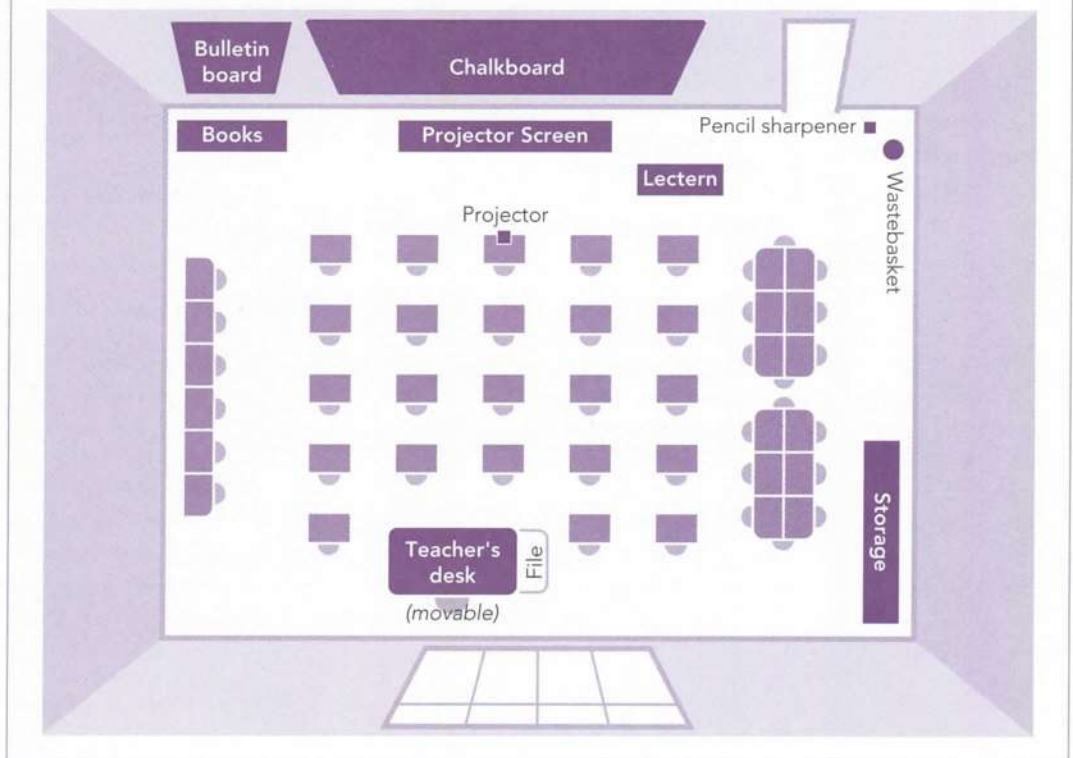 Bulletin
board
Chalkboard
Books
Projector Screen
Pencil sharpener
Lectern
Wastebasket
Projector
Storage
Teacher's
desk
File
(movable)